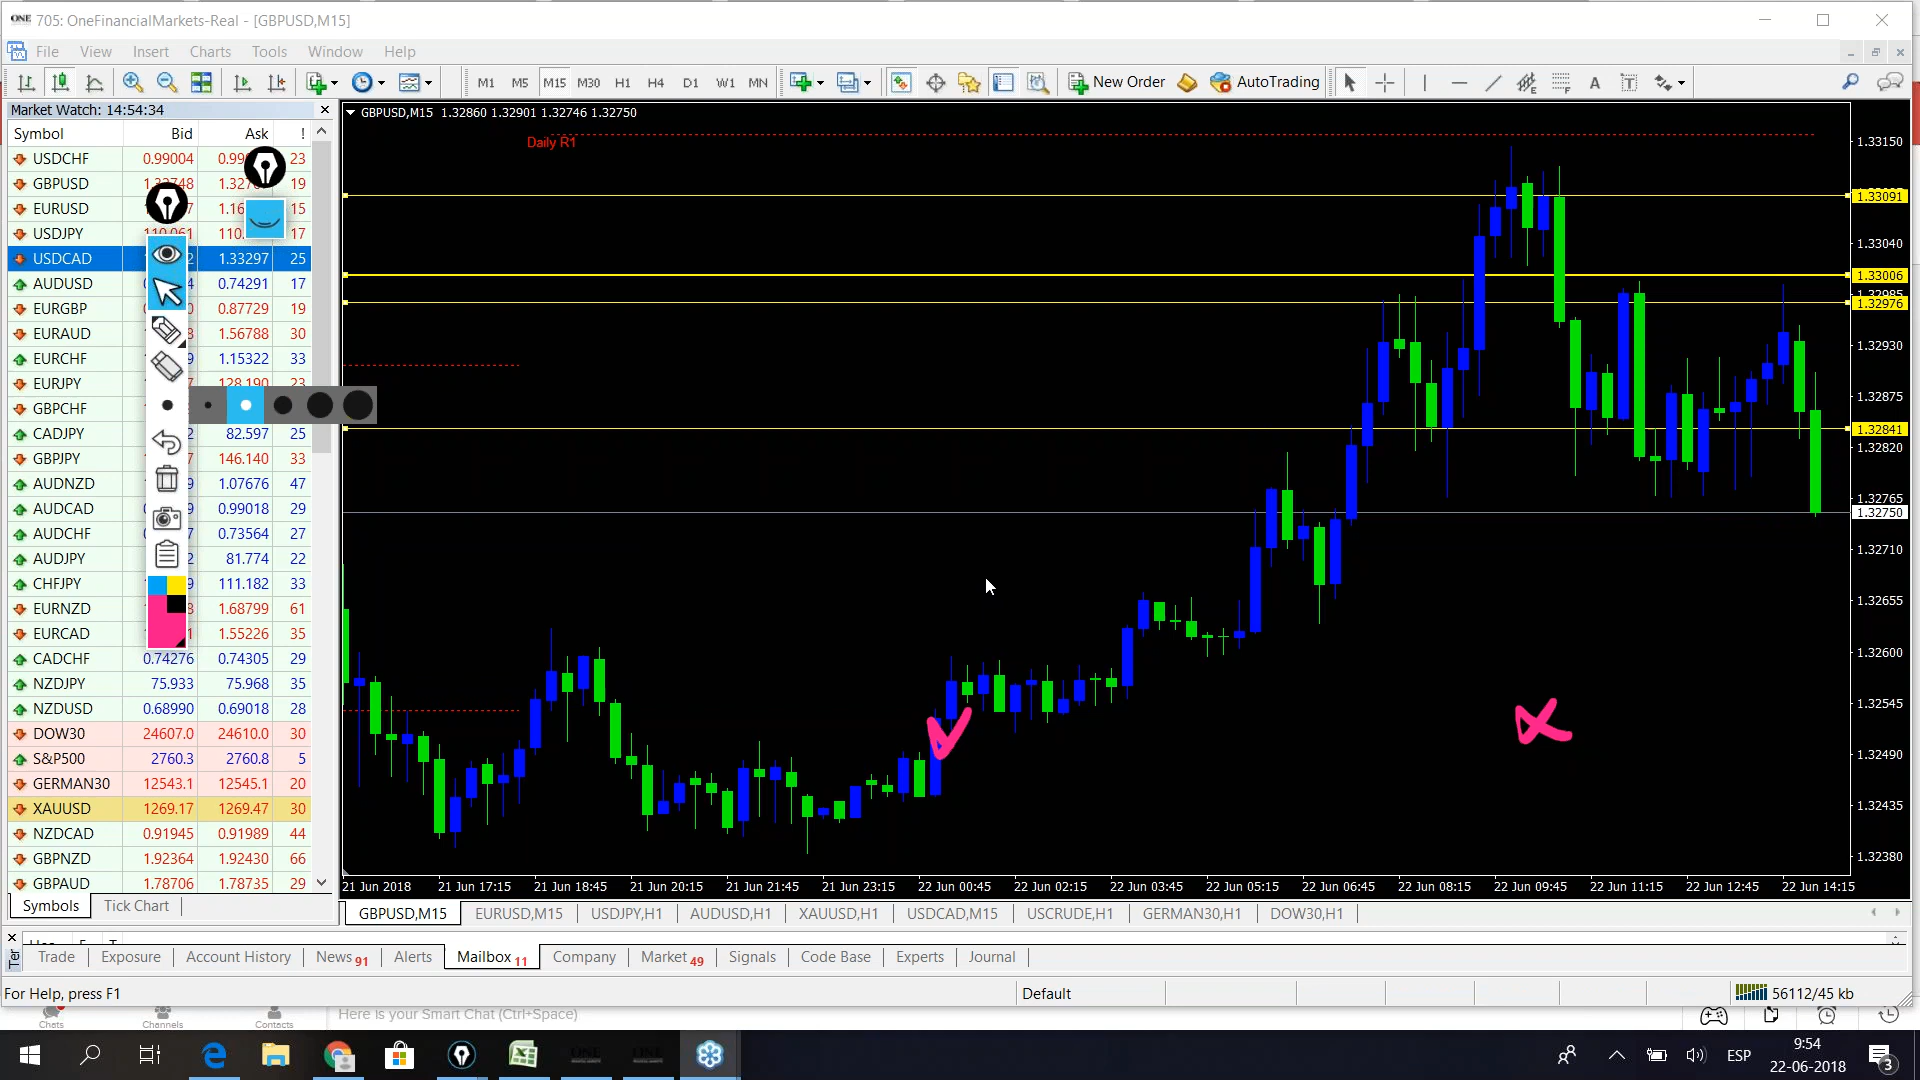 ONE 705: OneFinancialMarkets-Real - [GBPUSD,M15]
File View Insert Charts Tools Window Help
M1 M5 M15 M30 H1 H4 D1 W1 MN New Order AutoTrading
Market Watch: 14:54:34
Symbol Bid Ask !
USDCHF 0.99004 23
GBPUSD 19
EURUSD 15
USDJPY 17
USDCAD 1.33297 25
AUDUSD 0.74291 17
EURGBP 0.87729 19
EURAUD 1.56788 30
EURCHF 1.15322 33
EURJPY 128.190 23
GBPCHF
CADJPY 82.597 25
GBPJPY 146.140 33
AUDNZD 1.07676 47
AUDCAD 0.99018 29
AUDCHF 0.73564 27
AUDJPY 81.774 22
CHFJPY 111.182 33
EURNZD 1.68799 61
EURCAD 1.55226 35
CADCHF 0.74276 0.74305 29
NZDJPY 75.933 75.968 35
NZDUSD 0.68990 0.69018 28
DOW30 24607.0 24610.0 30
S&P500 2760.3 2760.8 5
GERMAN30 12543.1 12545.1 20
XAUUSD 1269.17 1269.47 30
NZDCAD 0.91945 0.91989 44
GBPNZD 1.92364 1.92430 66
GBPAUD 1.78706 1.78735 29
Symbols Tick Chart
GBPUSD,M15 1.32860 1.32901 1.32746 1.32750
Daily R1
1.33150
1.33091
1.33040
1.33006
1.32976
1.32930
1.32875
1.32841
1.32820
1.32765
1.32750
1.32710
1.32655
1.32600
1.32545
1.32490
1.32435
1.32380
21 Jun 2018 21 Jun 17:15 21 Jun 18:45 21 Jun 20:15 21 Jun 21:45 21 Jun 23:15 22 Jun 00:45 22 Jun 02:15 22 Jun 03:45 22 Jun 05:15 22 Jun 06:45 22 Jun 08:15 22 Jun 09:45 22 Jun 11:15 22 Jun 12:45 22 Jun 14:15
GBPUSD,M15 EURUSD,M15 USDJPY,H1 AUDUSD,H1 XAUUSD,H1 USDCAD,M15 USCRUDE,H1 GERMAN30,H1 DOW30,H1
Ter
Trade Exposure Account History News 91 Alerts Mailbox 11 Company Market 49 Signals Code Base Experts Journal
For Help, press F1 Default 56112/45 kb
Chats Channels Contacts Here is your Smart Chat (Ctrl+Space)
ESP 9:54
22-06-2018 3